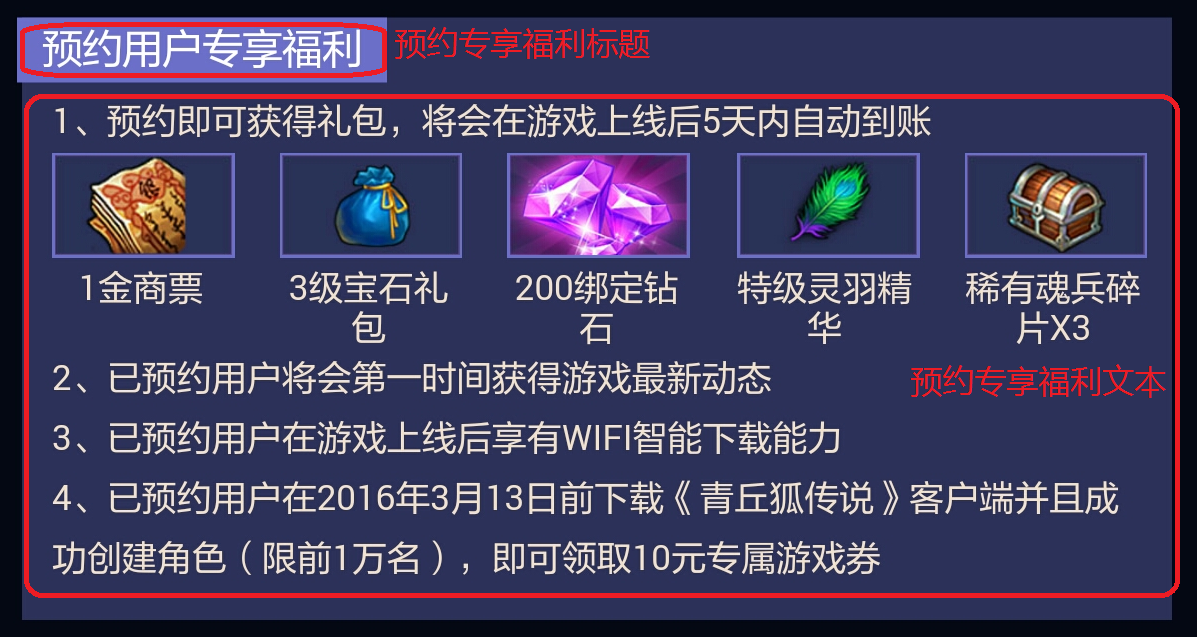 预约用户专享福利 预约专享福利标题
1、预约即可获得礼包，将会在游戏上线后5天内自动到账
1金商票 3级宝石礼 200绑定钻 特级灵羽精 稀有魂兵碎
包 石 华 片X3
2、已预约用户将会第一时间获得游戏最新动态 预约专享福利文本
3、已预约用户在游戏上线后享有WIFI智能下载能力
4、已预约用户在2016年3月13日前下载《青丘狐传说》客户端并且成
功创建角色（限前1万名），即可领取10元专属游戏券